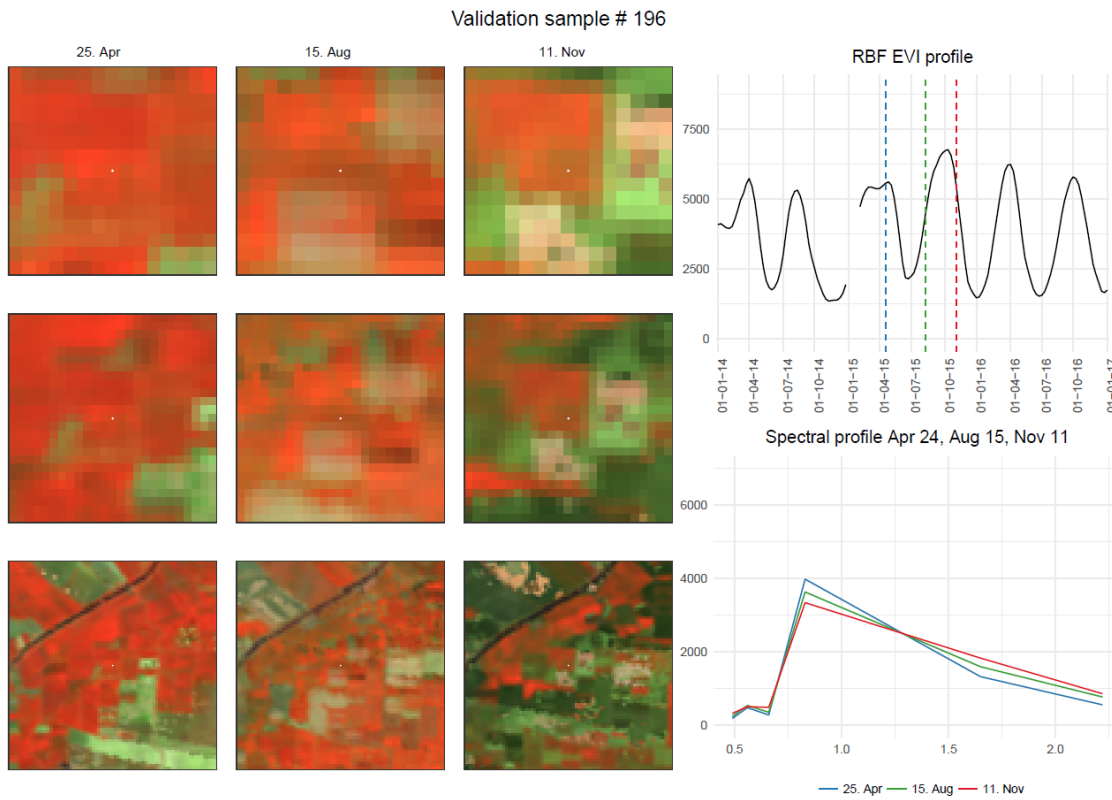 Validation sample # 196
25. Apr
15. Aug
11. Nov
RBF EVI profile
7500
5000
2500
0
01-01-14
01-04-14
01-07-14
01-10-14
01-01-15
01-04-15
01-07-15
01-10-15
01-01-16
01-04-16
01-07-16
01-10-16
01-01-17
Spectral profile Apr 24, Aug 15, Nov 11
6000
4000
2000
0
0.5
1.0
1.5
2.0
25. Apr
15. Aug
11. Nov